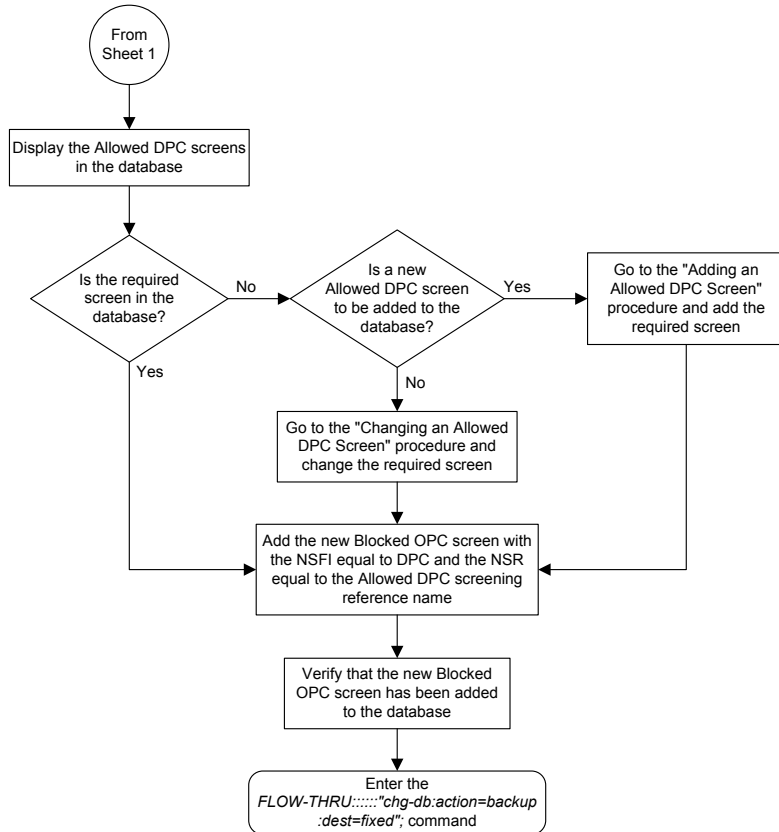 From
Sheet 1
Display the Allowed DPC screens
in the database
Is the required
screen in the
database?
No
Yes
Is a new
Allowed DPC screen
to be added to the
database?
Yes
No
Go to the "Adding an
Allowed DPC Screen"
procedure and add the
required screen
Go to the "Changing an Allowed
DPC Screen" procedure and
change the required screen
Add the new Blocked OPC screen with
the NSFI equal to DPC and the NSR
equal to the Allowed DPC screening
reference name
Verify that the new Blocked
OPC screen has been added
to the database
Enter the
FLOW-THRU::::::"chg-db:action=backup
:dest=fixed"; command